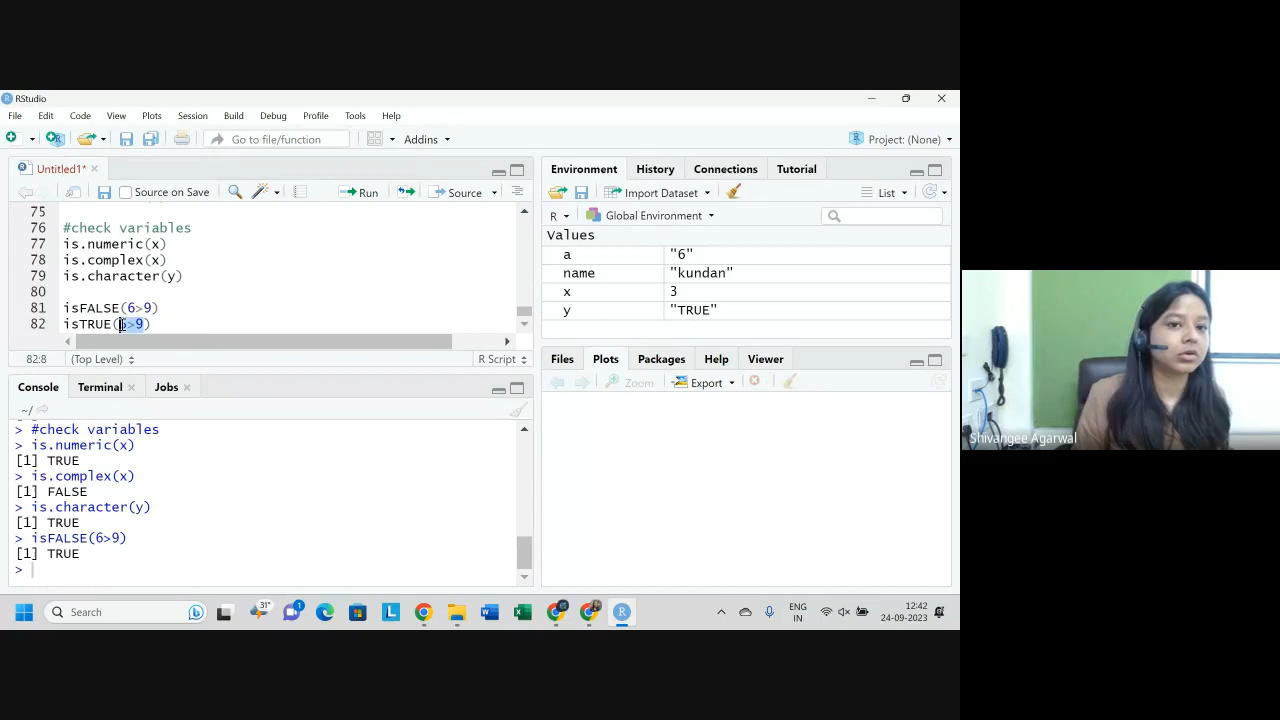 RStudio
File Edit Code View Plots Session Build Debug Profile Tools Help
Go to file/function Addins Project: (None)
Untitled1*
Source on Save Run Source
75
76 #check variables
77 is.numeric(x)
78 is.complex(x)
79 is.character(y)
80
81 isFALSE(6>9)
82 isTRUE(6>9)
82:8 (Top Level) R Script
Console Terminal Jobs
~/
> #check variables
> is.numeric(x)
[1] TRUE
> is.complex(x)
[1] FALSE
> is.character(y)
[1] TRUE
> isFALSE(6>9)
[1] TRUE
>
Environment History Connections Tutorial
Import Dataset List
R Global Environment
Values
a "6"
name "kundan"
x 3
y "TRUE"
Files Plots Packages Help Viewer
Zoom Export
Shivangee Agarwal
Search 31° 1 ENG IN 12:42 24-09-2023